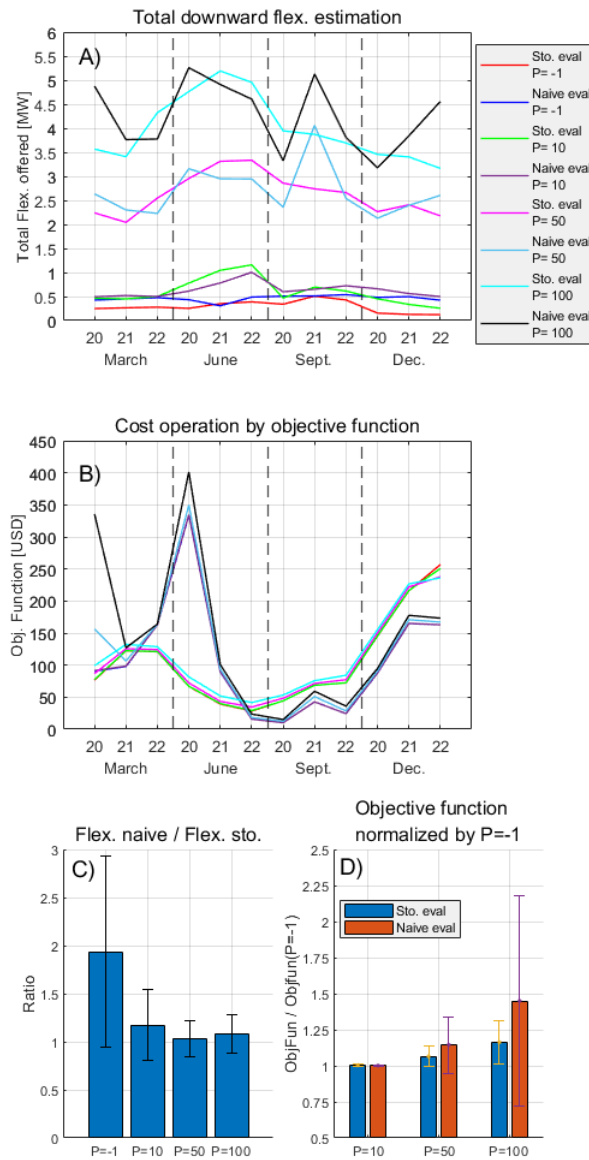 Total downward flex. estimation
A)
Total Flex. offered [MW]
6
5.5
5
4.5
4
3.5
3
2.5
2
1.5
1
0.5
0
20 21 22 20 21 22 20 21 22 20 21 22
March June Sept. Dec.
Sto. eval
P= -1
Naive eval
P= -1
Sto. eval
P= 10
Naive eval
P= 10
Sto. eval
P= 50
Naive eval
P= 50
Sto. eval
P= 100
Naive eval
P= 100
Cost operation by objective function
B)
Obj. Function [USD]
450
400
350
300
250
200
150
100
50
0
20 21 22 20 21 22 20 21 22 20 21 22
March June Sept. Dec.
Flex. naive / Flex. sto.
C)
Ratio
3
2.5
2
1.5
1
0.5
0
P=-1 P=10 P=50 P=100
Objective function
normalized by P=-1
D)
Sto. eval
Naive eval
ObjFun / Objfun(P=-1)
2.5
2.25
2
1.75
1.5
1.25
1
0.75
0.5
P=10 P=50 P=100